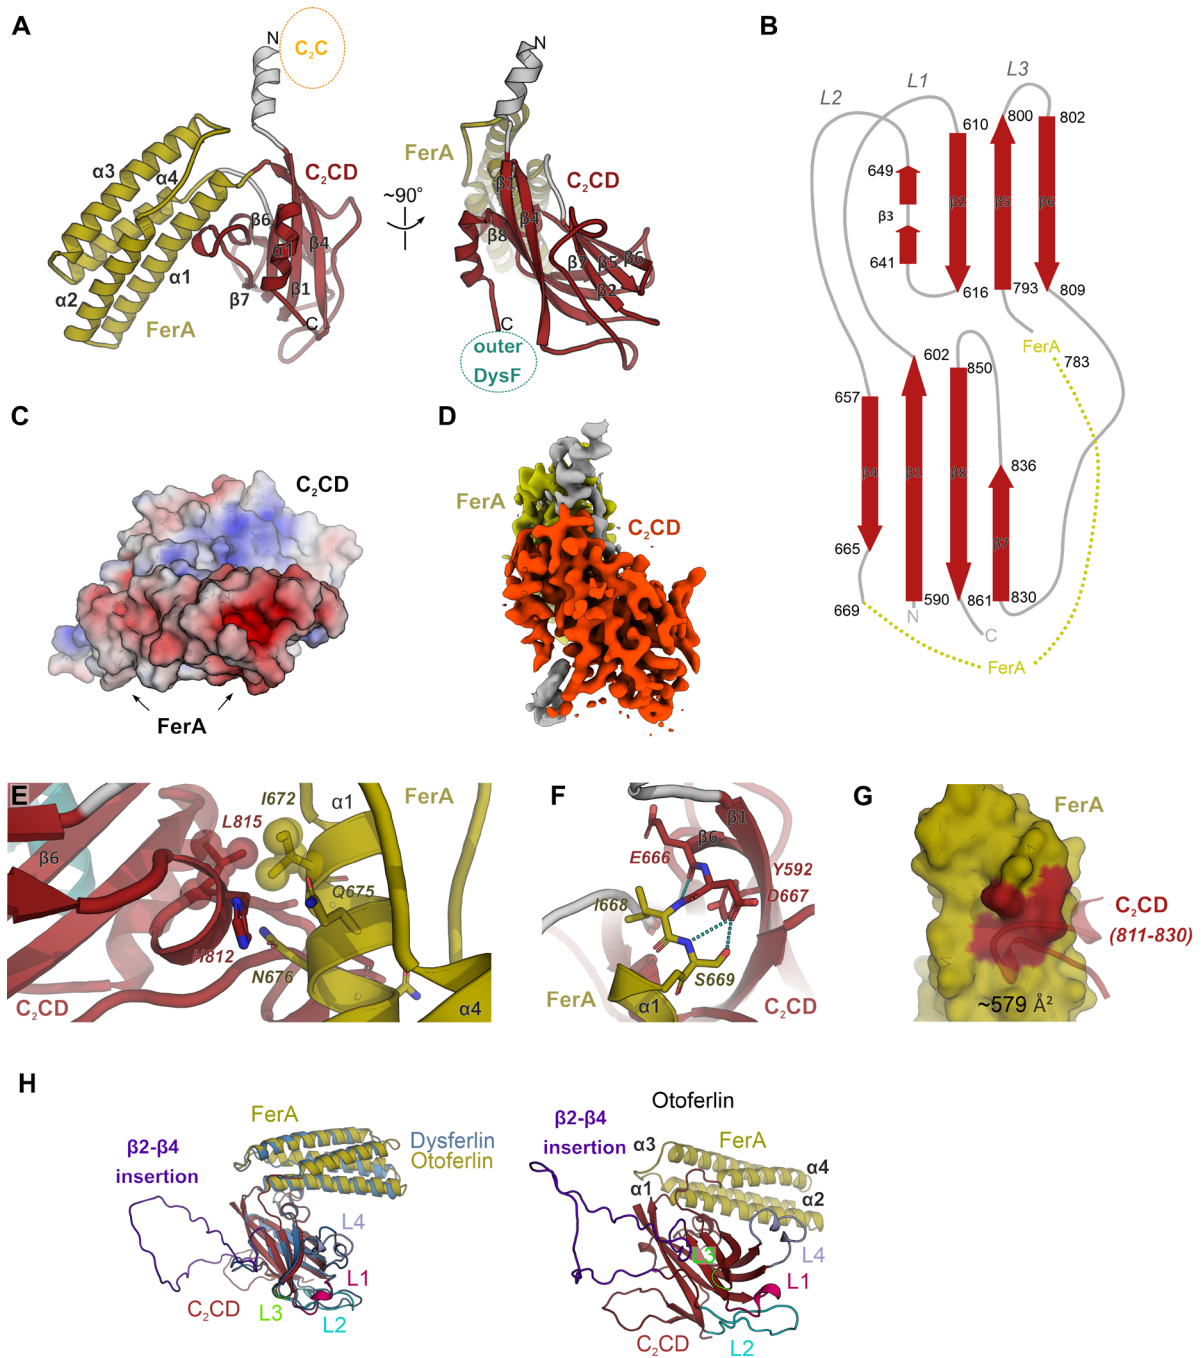 A
N
C₂C
α3
α4
C₂CD
β6
α1
β4
α1
α2
β7
β1
FerA
C
~90°
N
FerA
β1
C₂CD
β4
β8
β7
β5
β6
β2
C
outer
DysF
B
L2
L1
L3
610
800
802
649
β3
β2
β5
β6
641
616
793
809
FerA
783
602
850
657
836
β4
β1
β8
β7
665
669
590
861
830
N
C
FerA
C
C₂CD
FerA
D
FerA
C₂CD
E
I672
α1
FerA
L815
β6
Q675
H812
N676
C₂CD
α4
F
β1
β6
E666
Y592
D667
I668
S669
FerA
α1
C₂CD
G
FerA
C₂CD
(811-830)
~579 Å²
H
FerA
β2-β4
insertion
Dysferlin
Otoferlin
L4
L1
C₂CD
L3
L2
Otoferlin
β2-β4
insertion
α3
FerA
α4
α1
α2
L3
L4
L1
C₂CD
L2